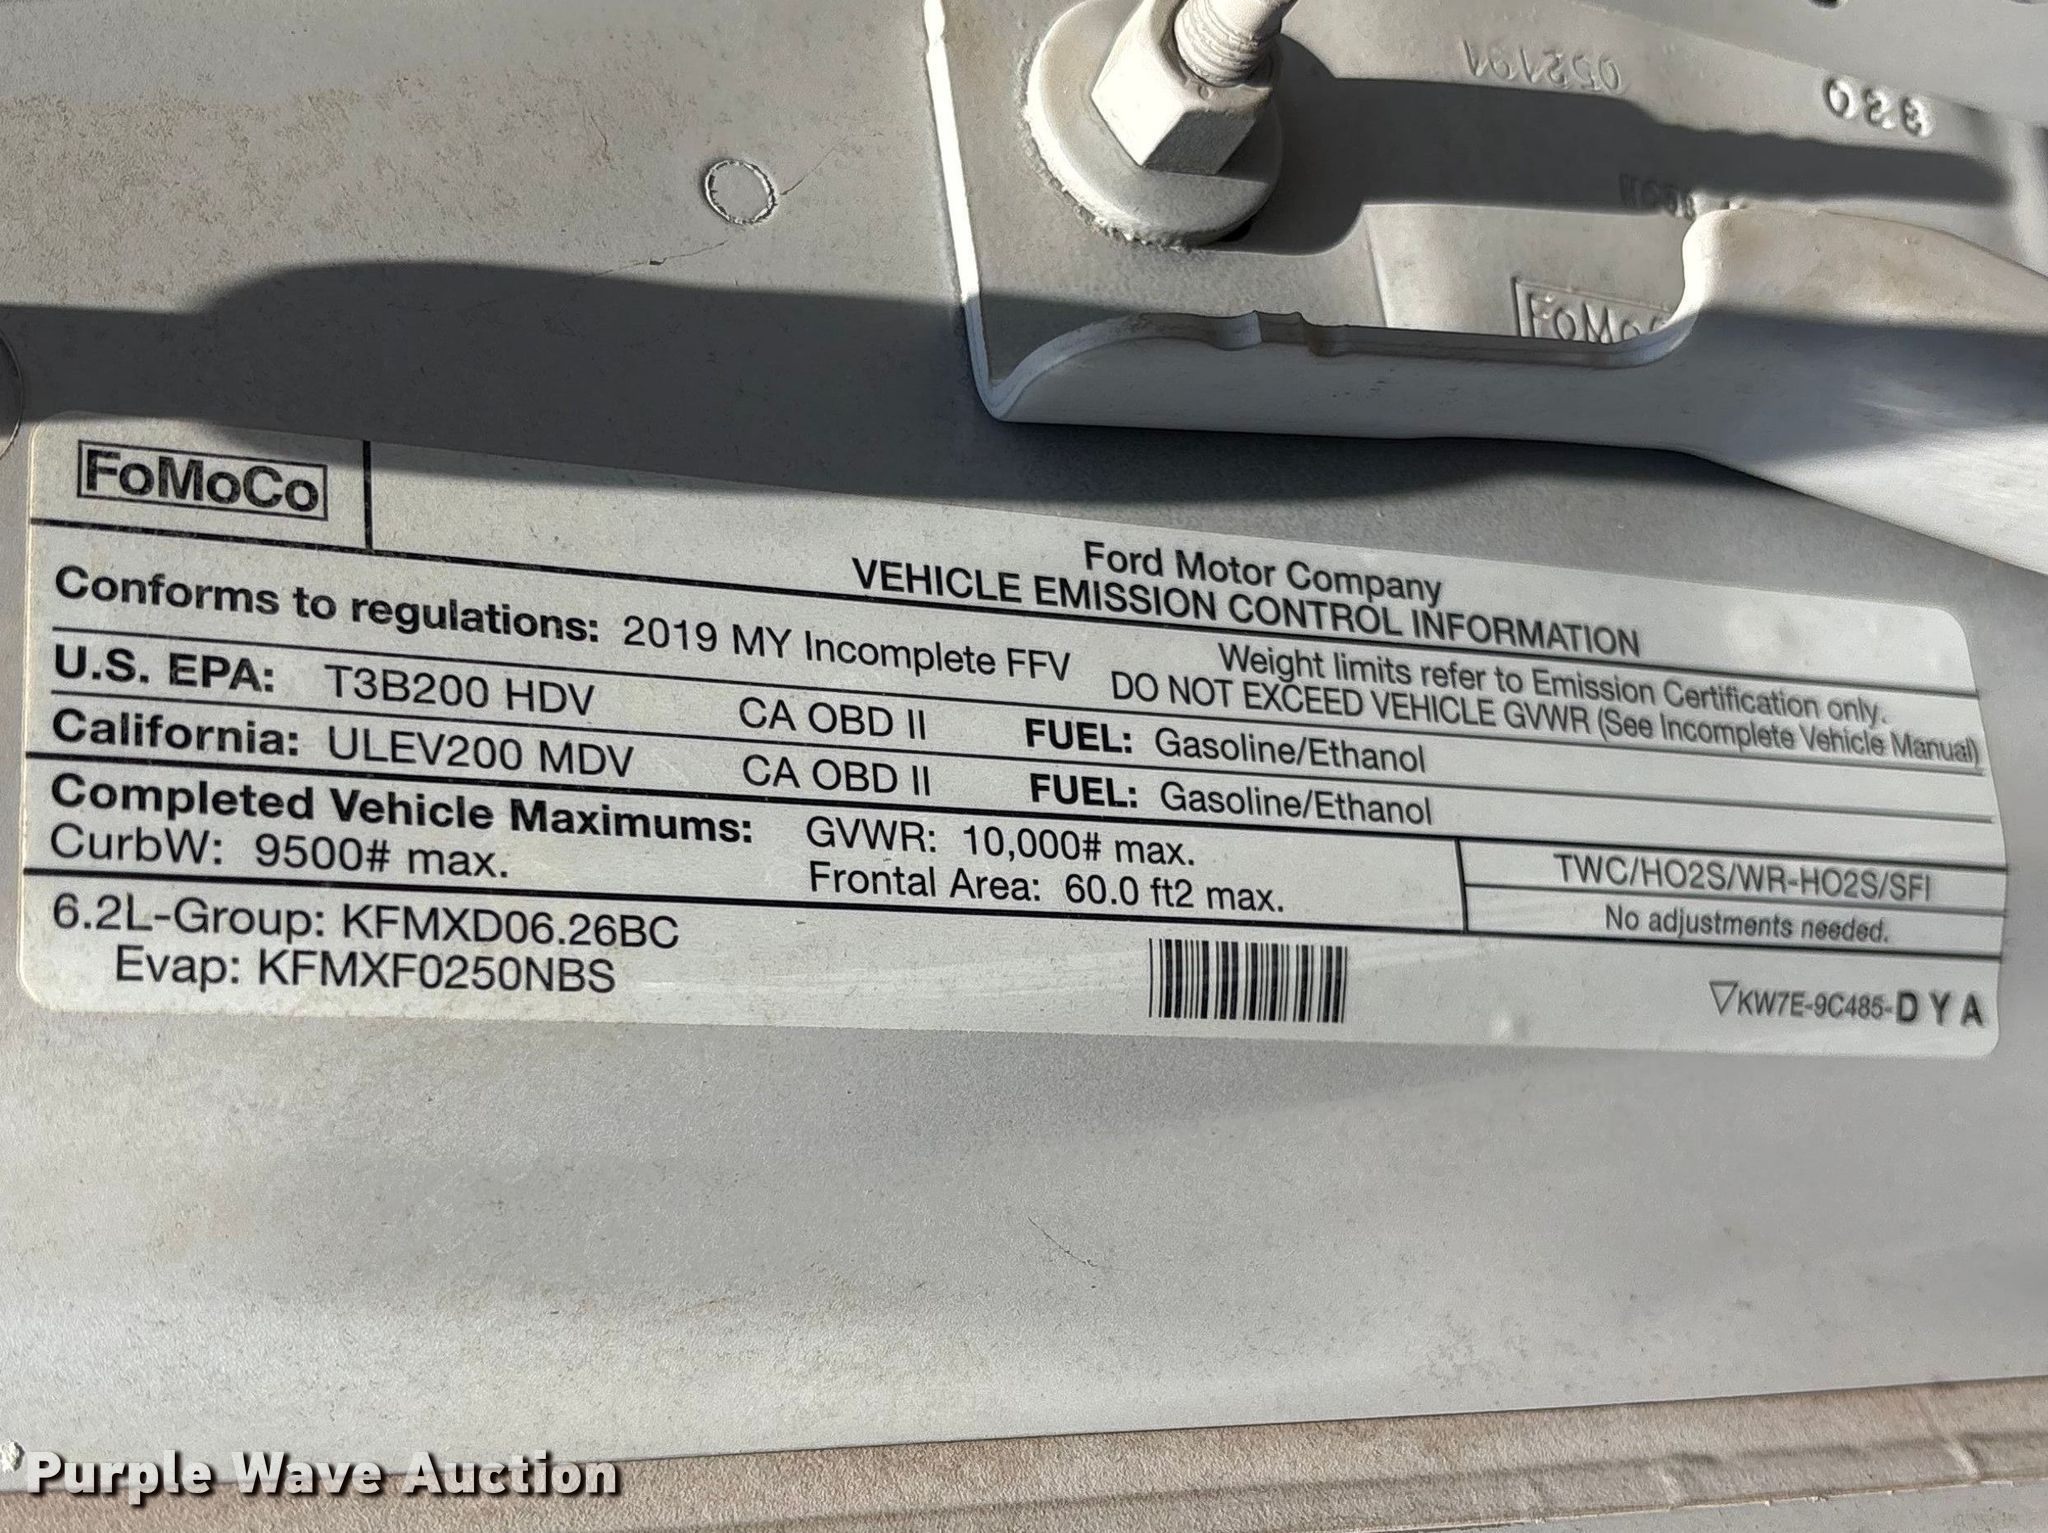 FoMoCo
FoMoC
Ford Motor Company
VEHICLE EMISSION CONTROL INFORMATION
Conforms to regulations: 2019 MY Incomplete FFV
Weight limits refer to Emission Certification only.
DO NOT EXCEED VEHICLE GVWR (See Incomplete Vehicle Manual)
U.S. EPA: T3B200 HDV CA OBD II FUEL: Gasoline/Ethanol
California: ULEV200 MDV CA OBD II FUEL: Gasoline/Ethanol
Completed Vehicle Maximums: GVWR: 10,000# max.
CurbW: 9500# max. Frontal Area: 60.0 ft2 max.
TWC/HO2S/WR-HO2S/SFI
No adjustments needed.
6.2L-Group: KFMXD06.26BC
Evap: KFMXF0250NBS
▽KW7E-9C485-D Y A
Purple Wave Auction